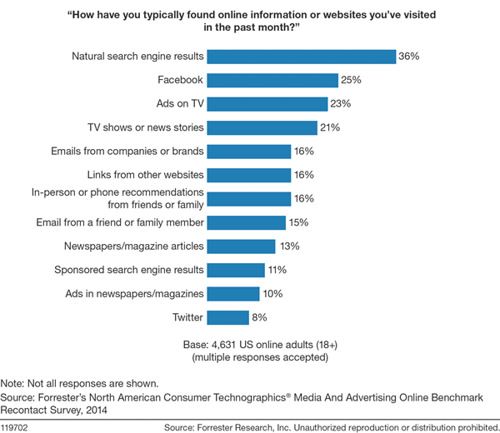 “How have you typically found online information or websites you’ve visited
in the past month?”
Natural search engine results 36%
Facebook 25%
Ads on TV 23%
TV shows or news stories 21%
Emails from companies or brands 16%
Links from other websites 16%
In-person or phone recommendations
from friends or family 16%
Email from a friend or family member 15%
Newspapers/magazine articles 13%
Sponsored search engine results 11%
Ads in newspapers/magazines 10%
Twitter 8%
Base: 4,631 US online adults (18+)
(multiple responses accepted)
Note: Not all responses are shown.
Source: Forrester’s North American Consumer Technographics® Media And Advertising Online Benchmark
Recontact Survey, 2014
119702 Source: Forrester Research, Inc. Unauthorized reproduction or distribution prohibited.